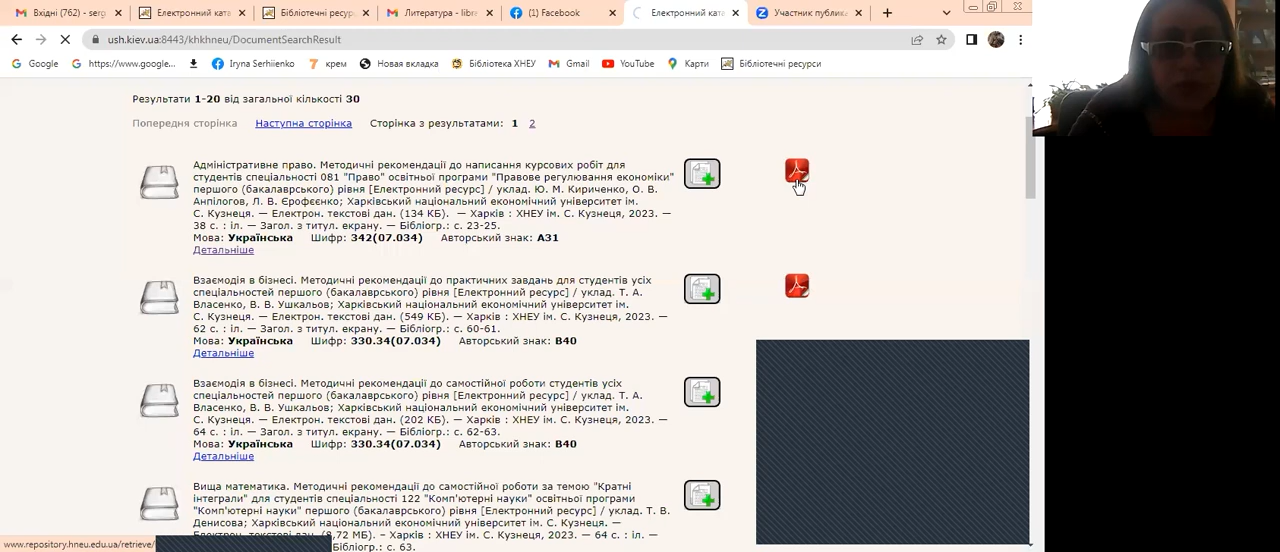 Вхідні (762) - serg
Електронний ката
Бібліотечні ресурс
Литература - libra
(1) Facebook
Електронний ката
Участник публика
ush.kiev.ua:8443/khkhneu/DocumentSearchResult
Google
https://www.google...
Iryna Serhiienko
крем
Новая вкладка
Бібліотека ХНЕУ
Gmail
YouTube
Карти
Бібліотечні ресурси
Результати 1-20 від загальної кількості 30
Попередня сторінка Наступна сторінка Сторінка з результатами: 1 2
Адміністративне право. Методичні рекомендації до написання курсових робіт для
студентів спеціальності 081 "Право" освітньої програми "Правове регулювання економіки"
першого (бакалаврського) рівня [Електронний ресурс] / уклад. Ю. М. Кириченко, О. В.
Анпілогов, Л. В. Єрофєєнко; Харківський національний економічний університет ім.
С. Кузнеця. — Електрон. текстові дан. (134 КБ). — Харків : ХНЕУ ім. С. Кузнеця, 2023. —
38 с. : іл. — Загол. з титул. екрану. — Бібліогр.: с. 23-25.
Мова: Українська Шифр: 342(07.034) Авторський знак: А31
Детальніше
Взаємодія в бізнесі. Методичні рекомендації до практичних завдань для студентів усіх
спеціальностей першого (бакалаврського) рівня [Електронний ресурс] / уклад. Т. А.
Власенко, В. В. Ушкальов; Харківський національний економічний університет ім.
С. Кузнеця. — Електрон. текстові дан. (549 КБ). — Харків : ХНЕУ ім. С. Кузнеця, 2023. —
62 с. : іл. — Загол. з титул. екрану. — Бібліогр.: с. 60-61.
Мова: Українська Шифр: 330.34(07.034) Авторський знак: В40
Детальніше
Взаємодія в бізнесі. Методичні рекомендації до самостійної роботи студентів усіх
спеціальностей першого (бакалаврського) рівня [Електронний ресурс] / уклад. Т. А.
Власенко, В. В. Ушкальов; Харківський національний економічний університет ім.
С. Кузнеця. — Електрон. текстові дан. (202 КБ). — Харків : ХНЕУ ім. С. Кузнеця, 2023. —
64 с. : іл. — Загол. з титул. екрану. — Бібліогр.: с. 62-63.
Мова: Українська Шифр: 330.34(07.034) Авторський знак: В40
Детальніше
Вища математика. Методичні рекомендації до самостійної роботи за темою "Кратні
інтеграли" для студентів спеціальності 122 "Комп'ютерні науки" освітньої програми
"Комп'ютерні науки" першого (бакалаврського) рівня [Електронний ресурс] / уклад. Т. В.
Денисова; Харківський національний економічний університет ім. С. Кузнеця. —
Електрон. текстові дан. (8,72 МБ). – Харків : ХНЕУ ім. С. Кузнеця, 2023. — 64 с. : іл. —
Бібліогр.: с. 63.
www.repository.hneu.edu.ua/retrieve/